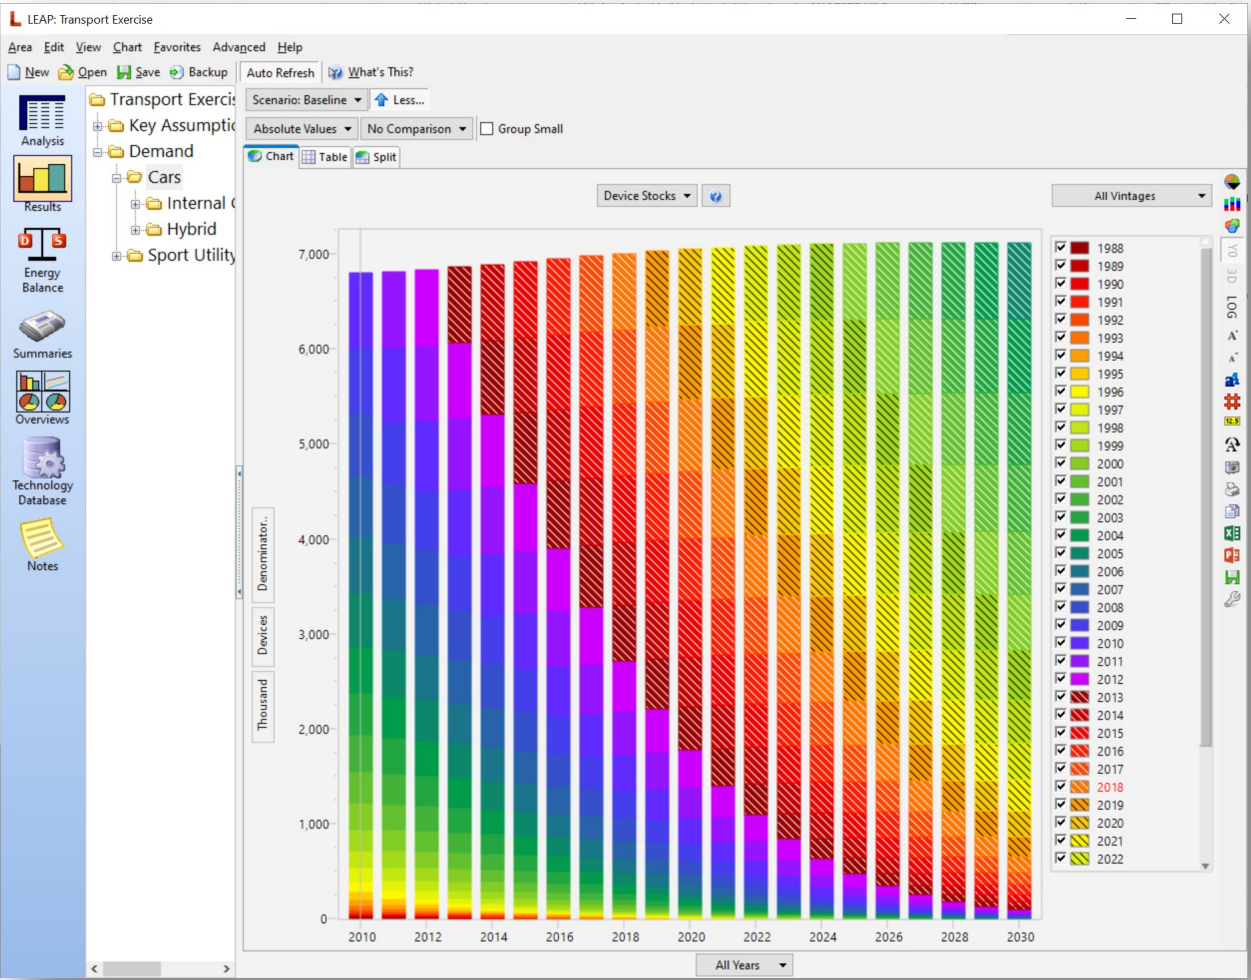 LEAP: Transport Exercise
Area Edit View Chart Favorites Advanced Help
New Open Save Backup Auto Refresh What's This?
Analysis
Results
Energy
Balance
Summaries
Overviews
Technology
Database
Notes
Transport Exercis
Key Assumptio
Demand
Cars
Internal C
Hybrid
Sport Utility
Scenario: Baseline Less...
Absolute Values No Comparison Group Small
Chart Table Split
Device Stocks
All Vintages
7,000
6,000
5,000
4,000
3,000
2,000
1,000
0
Denominator..
Devices
Thousand
2010 2012 2014 2016 2018 2020 2022 2024 2026 2028 2030
All Years
1988
1989
1990
1991
1992
1993
1994
1995
1996
1997
1998
1999
2000
2001
2002
2003
2004
2005
2006
2007
2008
2009
2010
2011
2012
2013
2014
2015
2016
2017
2018
2019
2020
2021
2022
3D
LOG
A
A
12.5